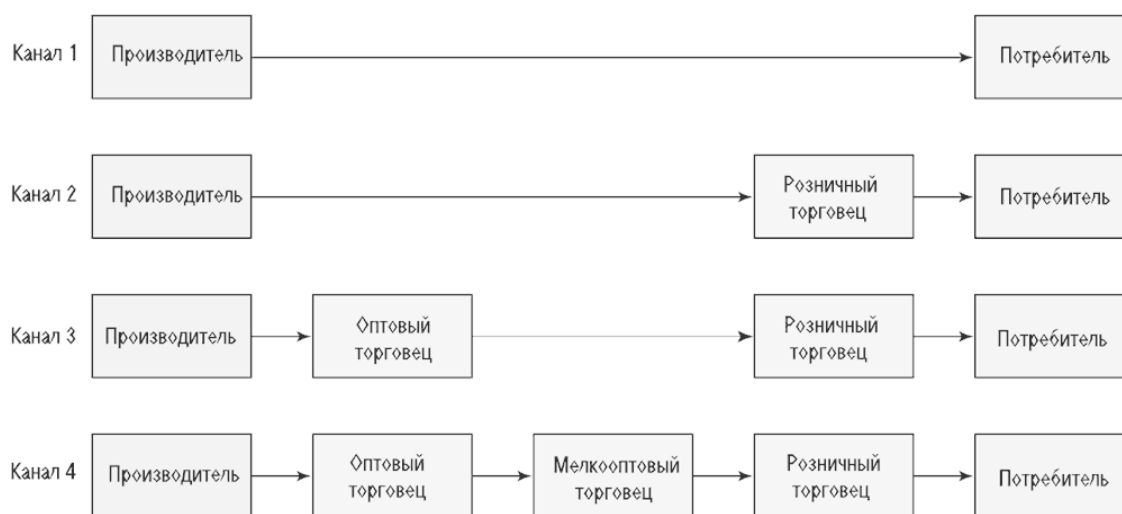 Канал 1
Производитель
Потребитель
Канал 2
Производитель
Розничный
торговец
Потребитель
Канал 3
Производитель
Оптовый
торговец
Розничный
торговец
Потребитель
Канал 4
Производитель
Оптовый
торговец
Мелкооптовый
торговец
Розничный
торговец
Потребитель